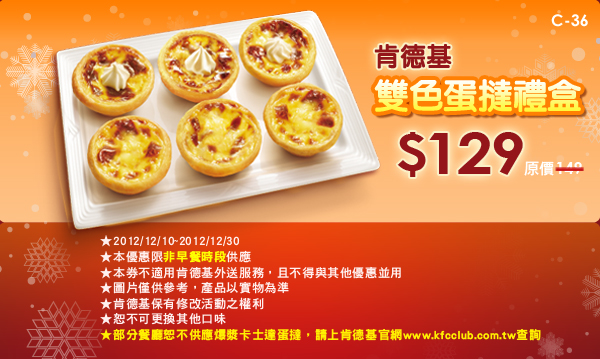 C-36
肯德基
雙色蛋撻禮盒
$129 原價149
★2012/12/10~2012/12/30
★本優惠限非早餐時段供應
★本券不適用肯德基外送服務，且不得與其他優惠並用
★圖片僅供參考，產品以實物為準
★肯德基保有修改活動之權利
★恕不可更換其他口味
★部分餐廳恕不供應爆漿卡士達蛋撻，請上肯德基官網www.kfcclub.com.tw查詢